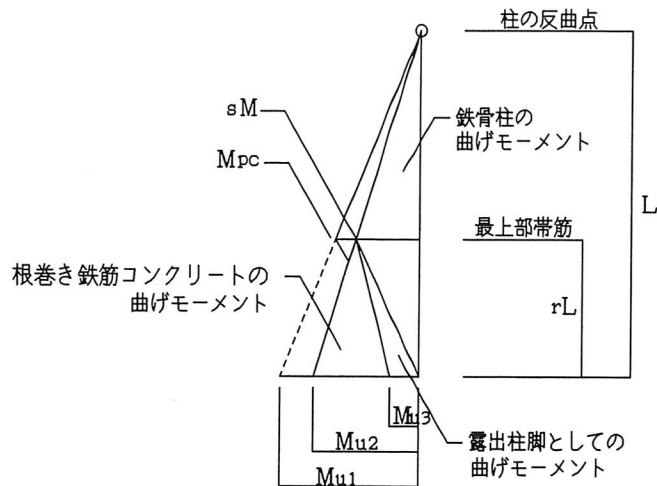 柱の反曲点
sM
鉄骨柱の
曲げモーメント
Mpc
L
最上部帯筋
根巻き鉄筋コンクリートの
曲げモーメント
rL
Mu3
Mu2
露出柱脚としての
曲げモーメント
Mu1